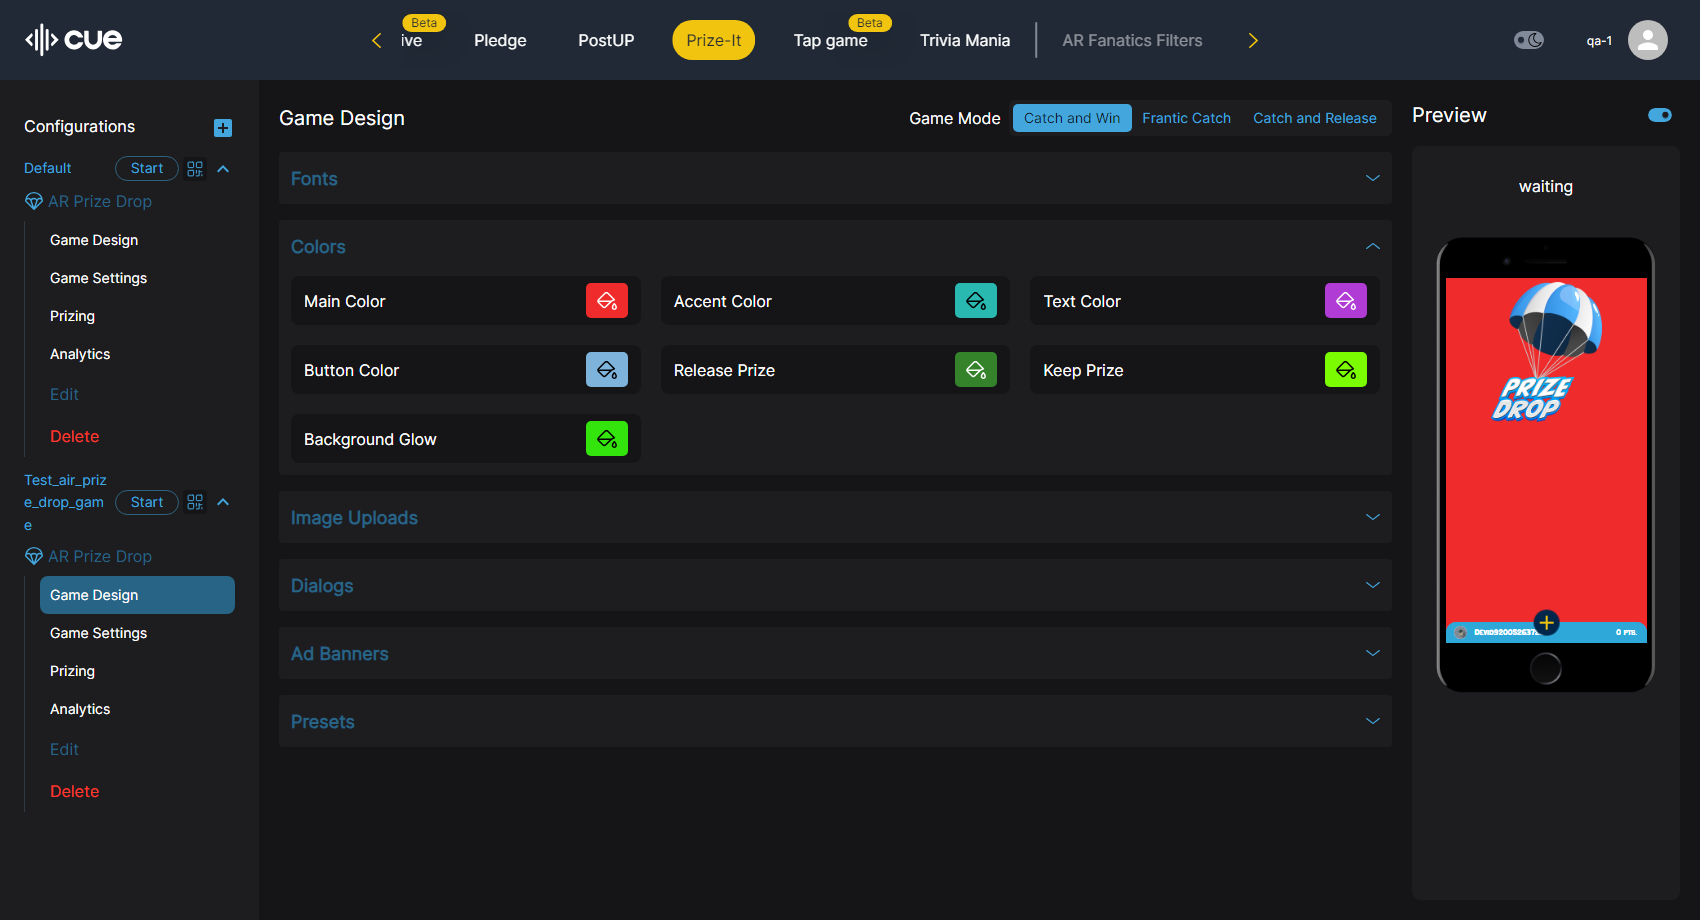 cue
ive
Beta
Pledge
PostUP
Prize-It
Tap game
Beta
Trivia Mania
AR Fanatics Filters
qa-1
Configurations
Default
Start
AR Prize Drop
Game Design
Game Settings
Prizing
Analytics
Edit
Delete
Test_air_priz
e_drop_gam
e
Start
AR Prize Drop
Game Design
Game Settings
Prizing
Analytics
Edit
Delete
Game Design
Game Mode
Catch and Win
Frantic Catch
Catch and Release
Fonts
Colors
Main Color
Accent Color
Text Color
Button Color
Release Prize
Keep Prize
Background Glow
Image Uploads
Dialogs
Ad Banners
Presets
Preview
waiting
PRIZE
DROP
0 PTS.